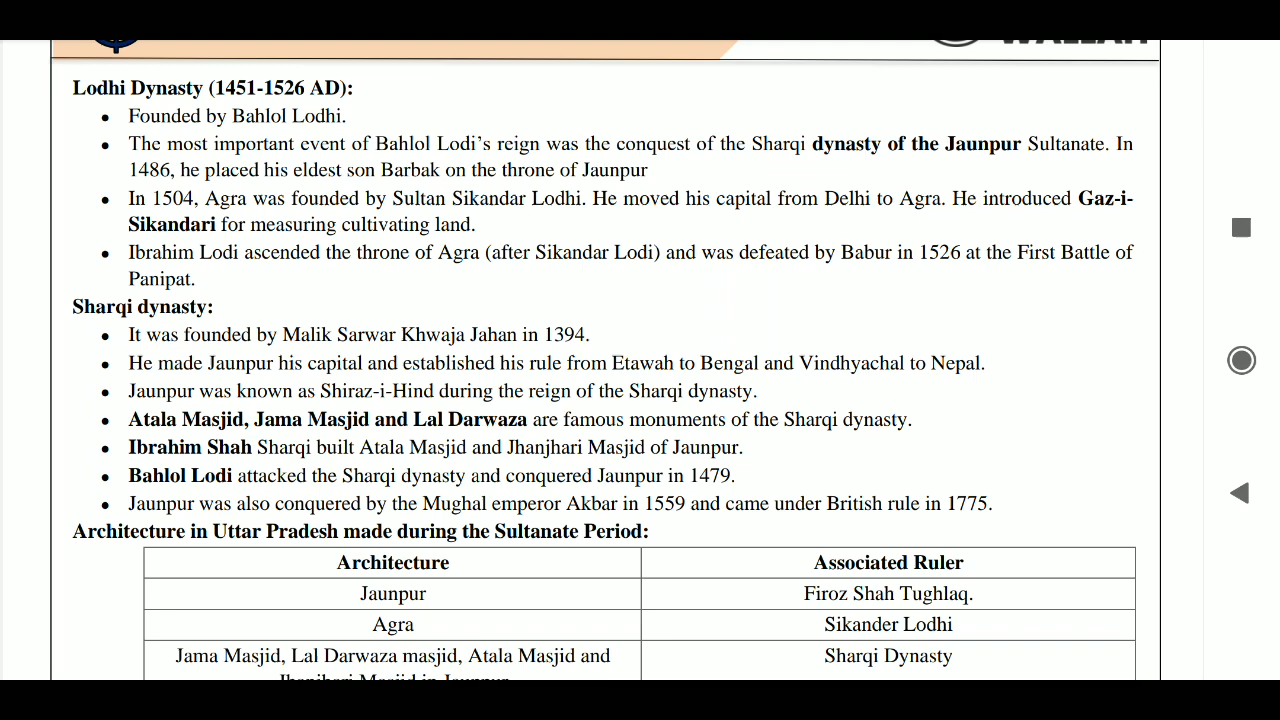 Lodhi Dynasty (1451-1526 AD):
• Founded by Bahlol Lodhi.
• The most important event of Bahlol Lodi's reign was the conquest of the Sharqi dynasty of the Jaunpur Sultanate. In
1486, he placed his eldest son Barbak on the throne of Jaunpur
• In 1504, Agra was founded by Sultan Sikandar Lodhi. He moved his capital from Delhi to Agra. He introduced Gaz-i-
Sikandari for measuring cultivating land.
• Ibrahim Lodi ascended the throne of Agra (after Sikandar Lodi) and was defeated by Babur in 1526 at the First Battle of
Panipat.
Sharqi dynasty:
• It was founded by Malik Sarwar Khwaja Jahan in 1394.
• He made Jaunpur his capital and established his rule from Etawah to Bengal and Vindhyachal to Nepal.
• Jaunpur was known as Shiraz-i-Hind during the reign of the Sharqi dynasty.
• Atala Masjid, Jama Masjid and Lal Darwaza are famous monuments of the Sharqi dynasty.
• Ibrahim Shah Sharqi built Atala Masjid and Jhanjhari Masjid of Jaunpur.
• Bahlol Lodi attacked the Sharqi dynasty and conquered Jaunpur in 1479.
• Jaunpur was also conquered by the Mughal emperor Akbar in 1559 and came under British rule in 1775.
Architecture in Uttar Pradesh made during the Sultanate Period:
Architecture Associated Ruler
Jaunpur Firoz Shah Tughlaq.
Agra Sikander Lodhi
Jama Masjid, Lal Darwaza masjid, Atala Masjid and Sharqi Dynasty